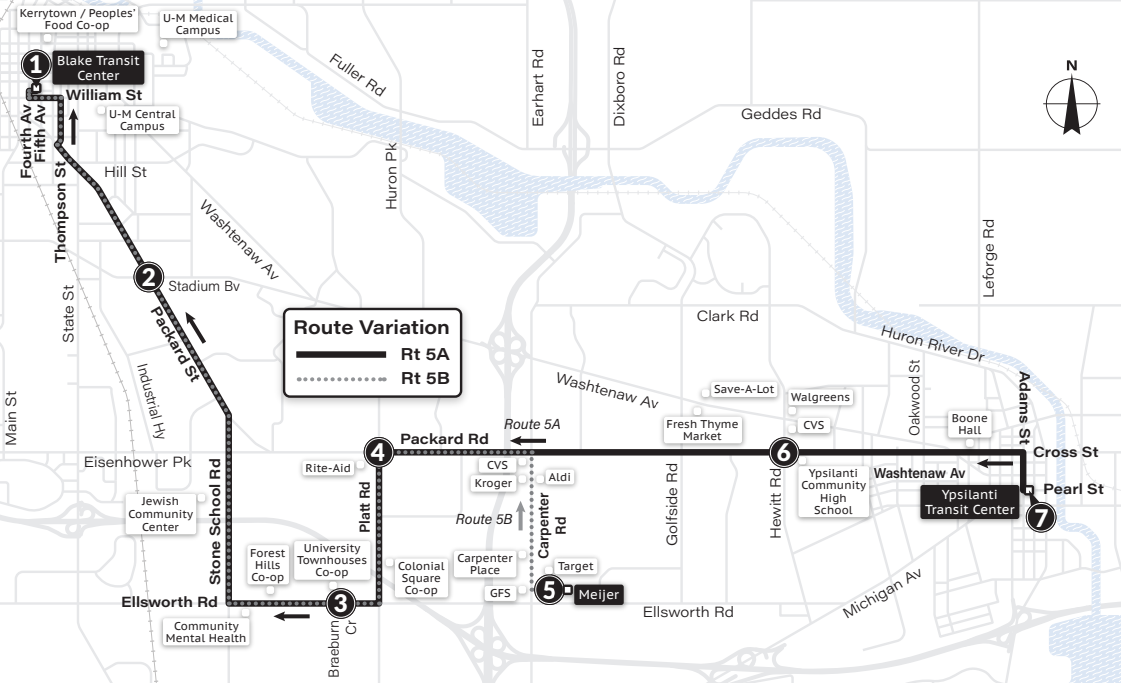 Kerrytown / Peoples'
Food Co-op
U-M Medical
Campus
1
Blake Transit
Center
William St
U-M Central
Campus
Fourth Av
Fifth Av
Thompson St
Hill St
Fuller Rd
Huron Pk
Earhart Rd
Dixboro Rd
Geddes Rd
N
Washtenaw Av
2
Stadium Bv
State St
Packard St
Industrial Hy
Main St
Route Variation
Rt 5A
Rt 5B
Leforge Rd
Clark Rd
Huron River Dr
Washtenaw Av
Save-A-Lot
Walgreens
Fresh Thyme
Market
CVS
Oakwood St
Boone
Hall
Adams St
Route 5A
4
Packard Rd
6
Cross St
Eisenhower Pk
Rite-Aid
CVS
Kroger
Aldi
Ypsilanti
Community
High
School
Washtenaw Av
Ypsilanti
Transit Center
Pearl St
7
Jewish
Community
Center
Stone School Rd
Platt Rd
Route 5B
Carpenter
Rd
Golfside Rd
Hewitt Rd
Forest
Hills
Co-op
University
Townhouses
Co-op
Colonial
Square
Co-op
Carpenter
Place
Target
GFS
5
Meijer
Ellsworth Rd
3
Ellsworth Rd
Michigan Av
Community
Mental Health
Braeburn
Cr